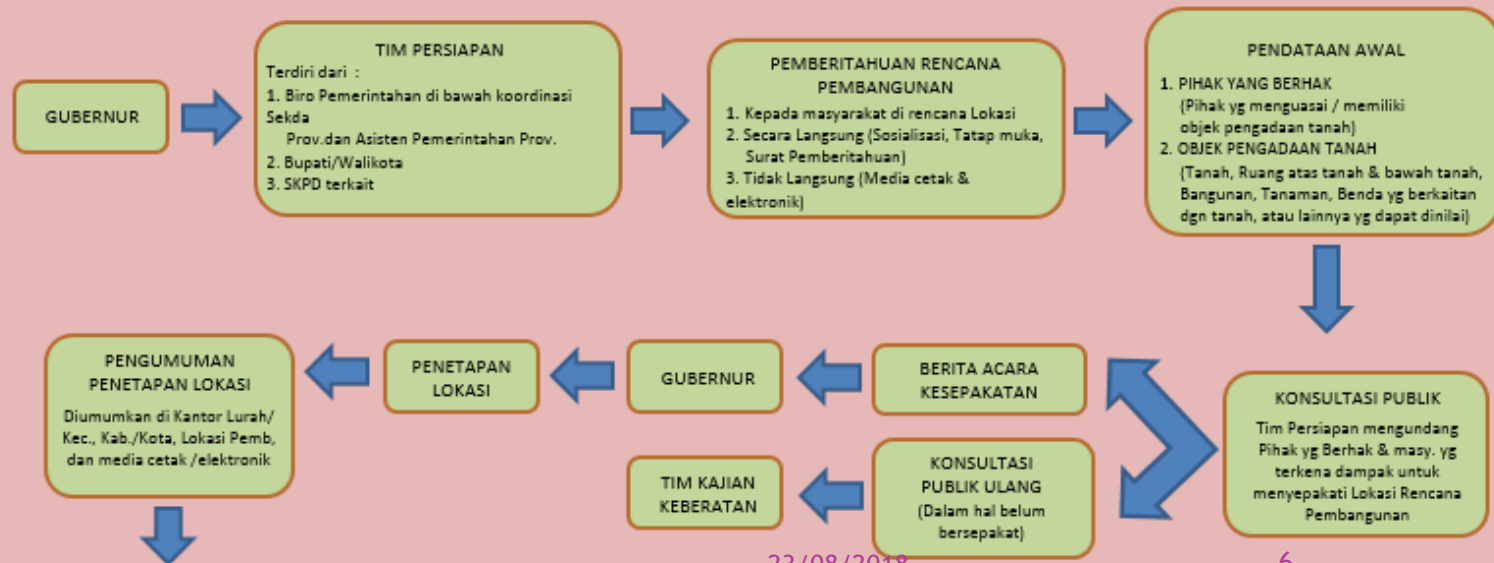 GUBERNUR
TIM PERSIAPAN
Terdiri dari :
1. Biro Pemerintahan di bawah koordinasi
Sekda
Prov.dan Asisten Pemerintahan Prov.
2. Bupati/Walikota
3. SKPD terkait
PEMBERITAHUAN RENCANA
PEMBANGUNAN
1. Kepada masyarakat di rencana Lokasi
2. Secara Langsung (Sosialisasi, Tatap muka,
Surat Pemberitahuan)
3. Tidak Langsung (Media cetak &
elektronik)
PENDATAAN AWAL
1. PIHAK YANG BERHAK
(Pihak yg menguasai / memiliki
objek pengadaan tanah)
2. OBJEK PENGADAAN TANAH
(Tanah, Ruang atas tanah & bawah tanah,
Bangunan, Tanaman, Benda yg berkaitan
dgn tanah, atau lainnya yg dapat dinilai)
KONSULTASI PUBLIK
Tim Persiapan mengundang
Pihak yg Berhak & masy. yg
terkena dampak untuk
menyepakati Lokasi Rencana
Pembangunan
BERITA ACARA
KESEPAKATAN
GUBERNUR
PENETAPAN
LOKASI
PENGUMUMAN
PENETAPAN LOKASI
Diumumkan di Kantor Lurah/
Kec., Kab./Kota, Lokasi Pemb,
dan media cetak /elektronik
KONSULTASI
PUBLIK ULANG
(Dalam hal belum
bersepakat)
TIM KAJIAN
KEBERATAN
23/08/2018
6